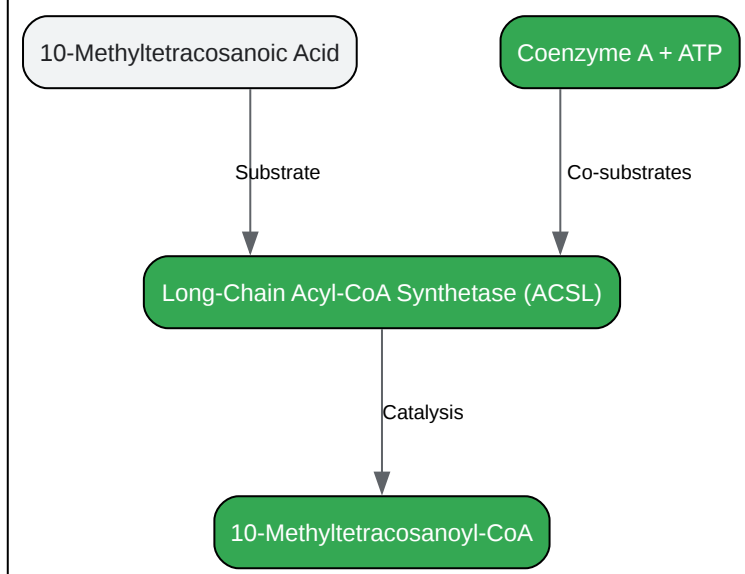 10-Methyltetracosanoic Acid
Coenzyme A + ATP
Substrate
Co-substrates
Long-Chain Acyl-CoA Synthetase (ACSL)
Catalysis
10-Methyltetracosanoyl-CoA